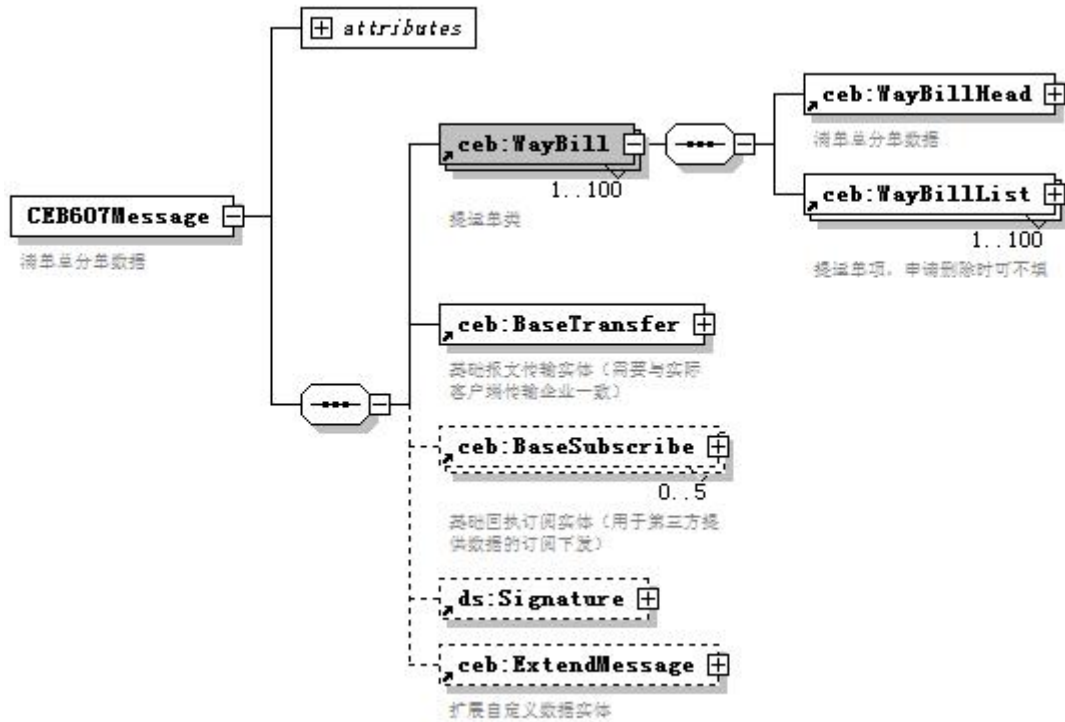 attributes
ceb:WayBillHead
清单总分单数据
ceb:WayBill
1..100
提运单类
ceb:WayBillList
1..100
提运单项，申请删除时可不填
CEB607Message
清单总分单数据
ceb:BaseTransfer
基础报文传输实体（需要与实际
客户端传输企业一致）
ceb:BaseSubscribe
0..5
基础回执订阅实体（用于第三方提
供数据的订阅下发）
ds:Signature
ceb:ExtendMessage
扩展自定义数据实体